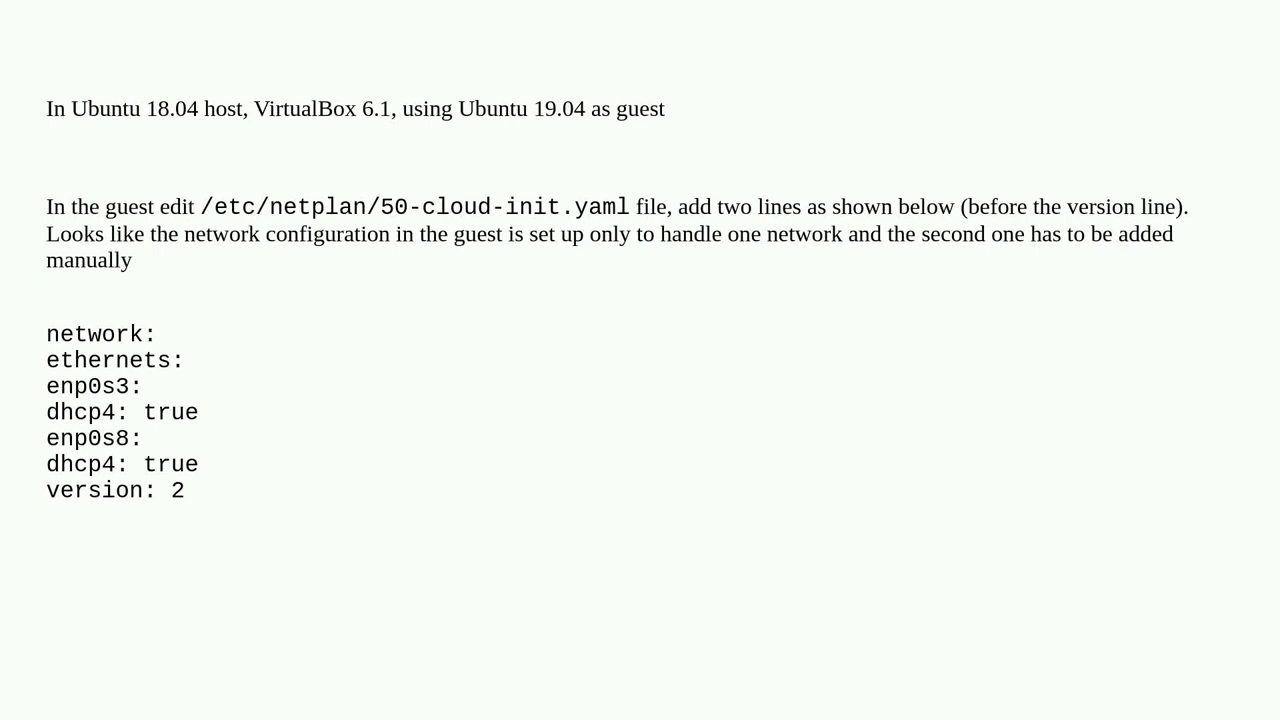 In Ubuntu 18.04 host, VirtualBox 6.1, using Ubuntu 19.04 as guest
In the guest edit /etc/netplan/50-cloud-init.yaml file, add two lines as shown below (before the version line).
Looks like the network configuration in the guest is set up only to handle one network and the second one has to be added
manually
network:
ethernets:
enp0s3:
dhcp4: true
enp0s8:
dhcp4: true
version: 2